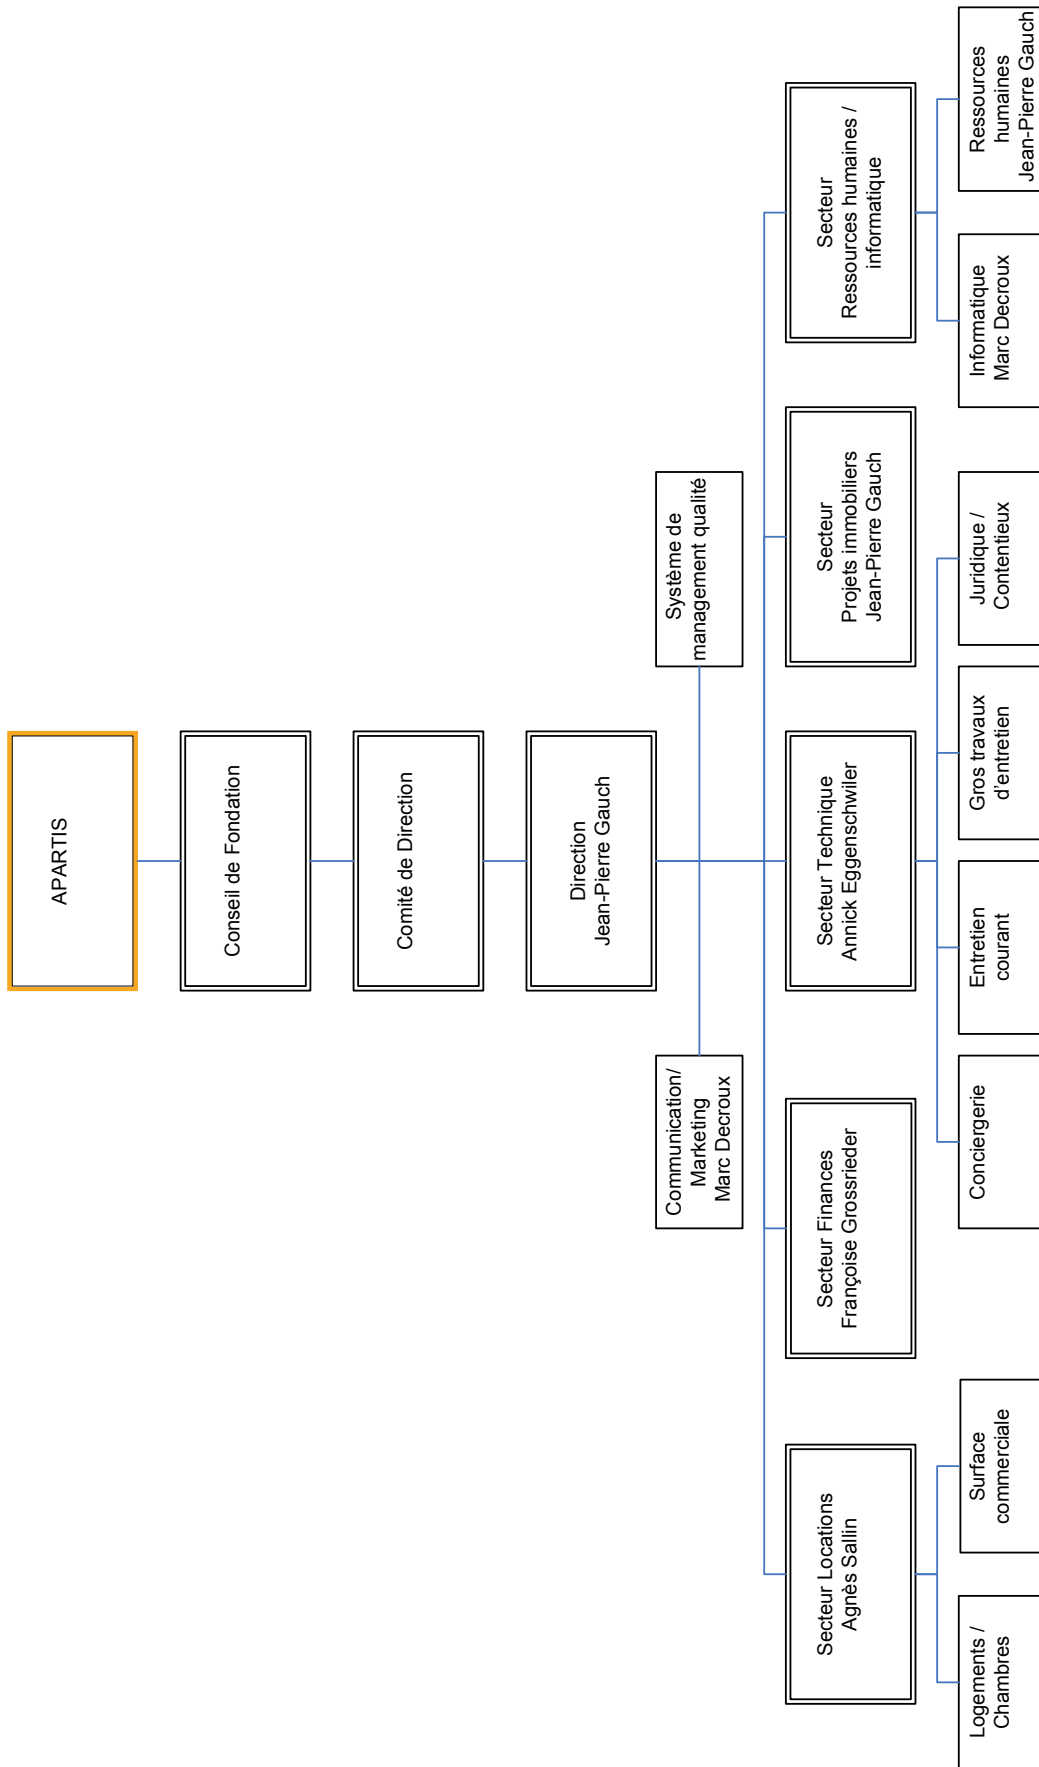 APARTIS
Conseil de Fondation
Comité de Direction
Direction
Jean-Pierre Gauch
Communication/
Marketing
Marc Decroux
Système de
management qualité
Secteur Locations
Agnès Sallin
Secteur Finances
Françoise Grossrieder
Secteur Technique
Annick Eggenschwiler
Secteur
Projets immobiliers
Jean-Pierre Gauch
Secteur
Ressources humaines /
informatique
Logements /
Chambres
Surface
commerciale
Conciergerie
Entretien
courant
Gros travaux
d'entretien
Juridique /
Contentieux
Informatique
Marc Decroux
Ressources
humaines
Jean-Pierre Gauch